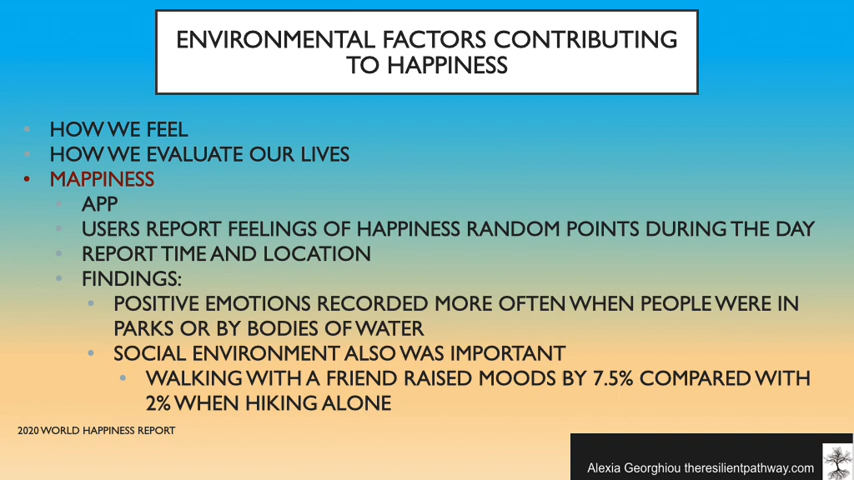 ENVIRONMENTAL FACTORS CONTRIBUTING
TO HAPPINESS
• HOW WE FEEL
• HOW WE EVALUATE OUR LIVES
• MAPPINESS
• APP
• USERS REPORT FEELINGS OF HAPPINESS RANDOM POINTS DURING THE DAY
• REPORT TIME AND LOCATION
• FINDINGS:
• POSITIVE EMOTIONS RECORDED MORE OFTEN WHEN PEOPLE WERE IN
PARKS OR BY BODIES OF WATER
• SOCIAL ENVIRONMENT ALSO WAS IMPORTANT
• WALKING WITH A FRIEND RAISED MOODS BY 7.5% COMPARED WITH
2% WHEN HIKING ALONE
2020 WORLD HAPPINESS REPORT
Alexia Georghiou theresilientpathway.com